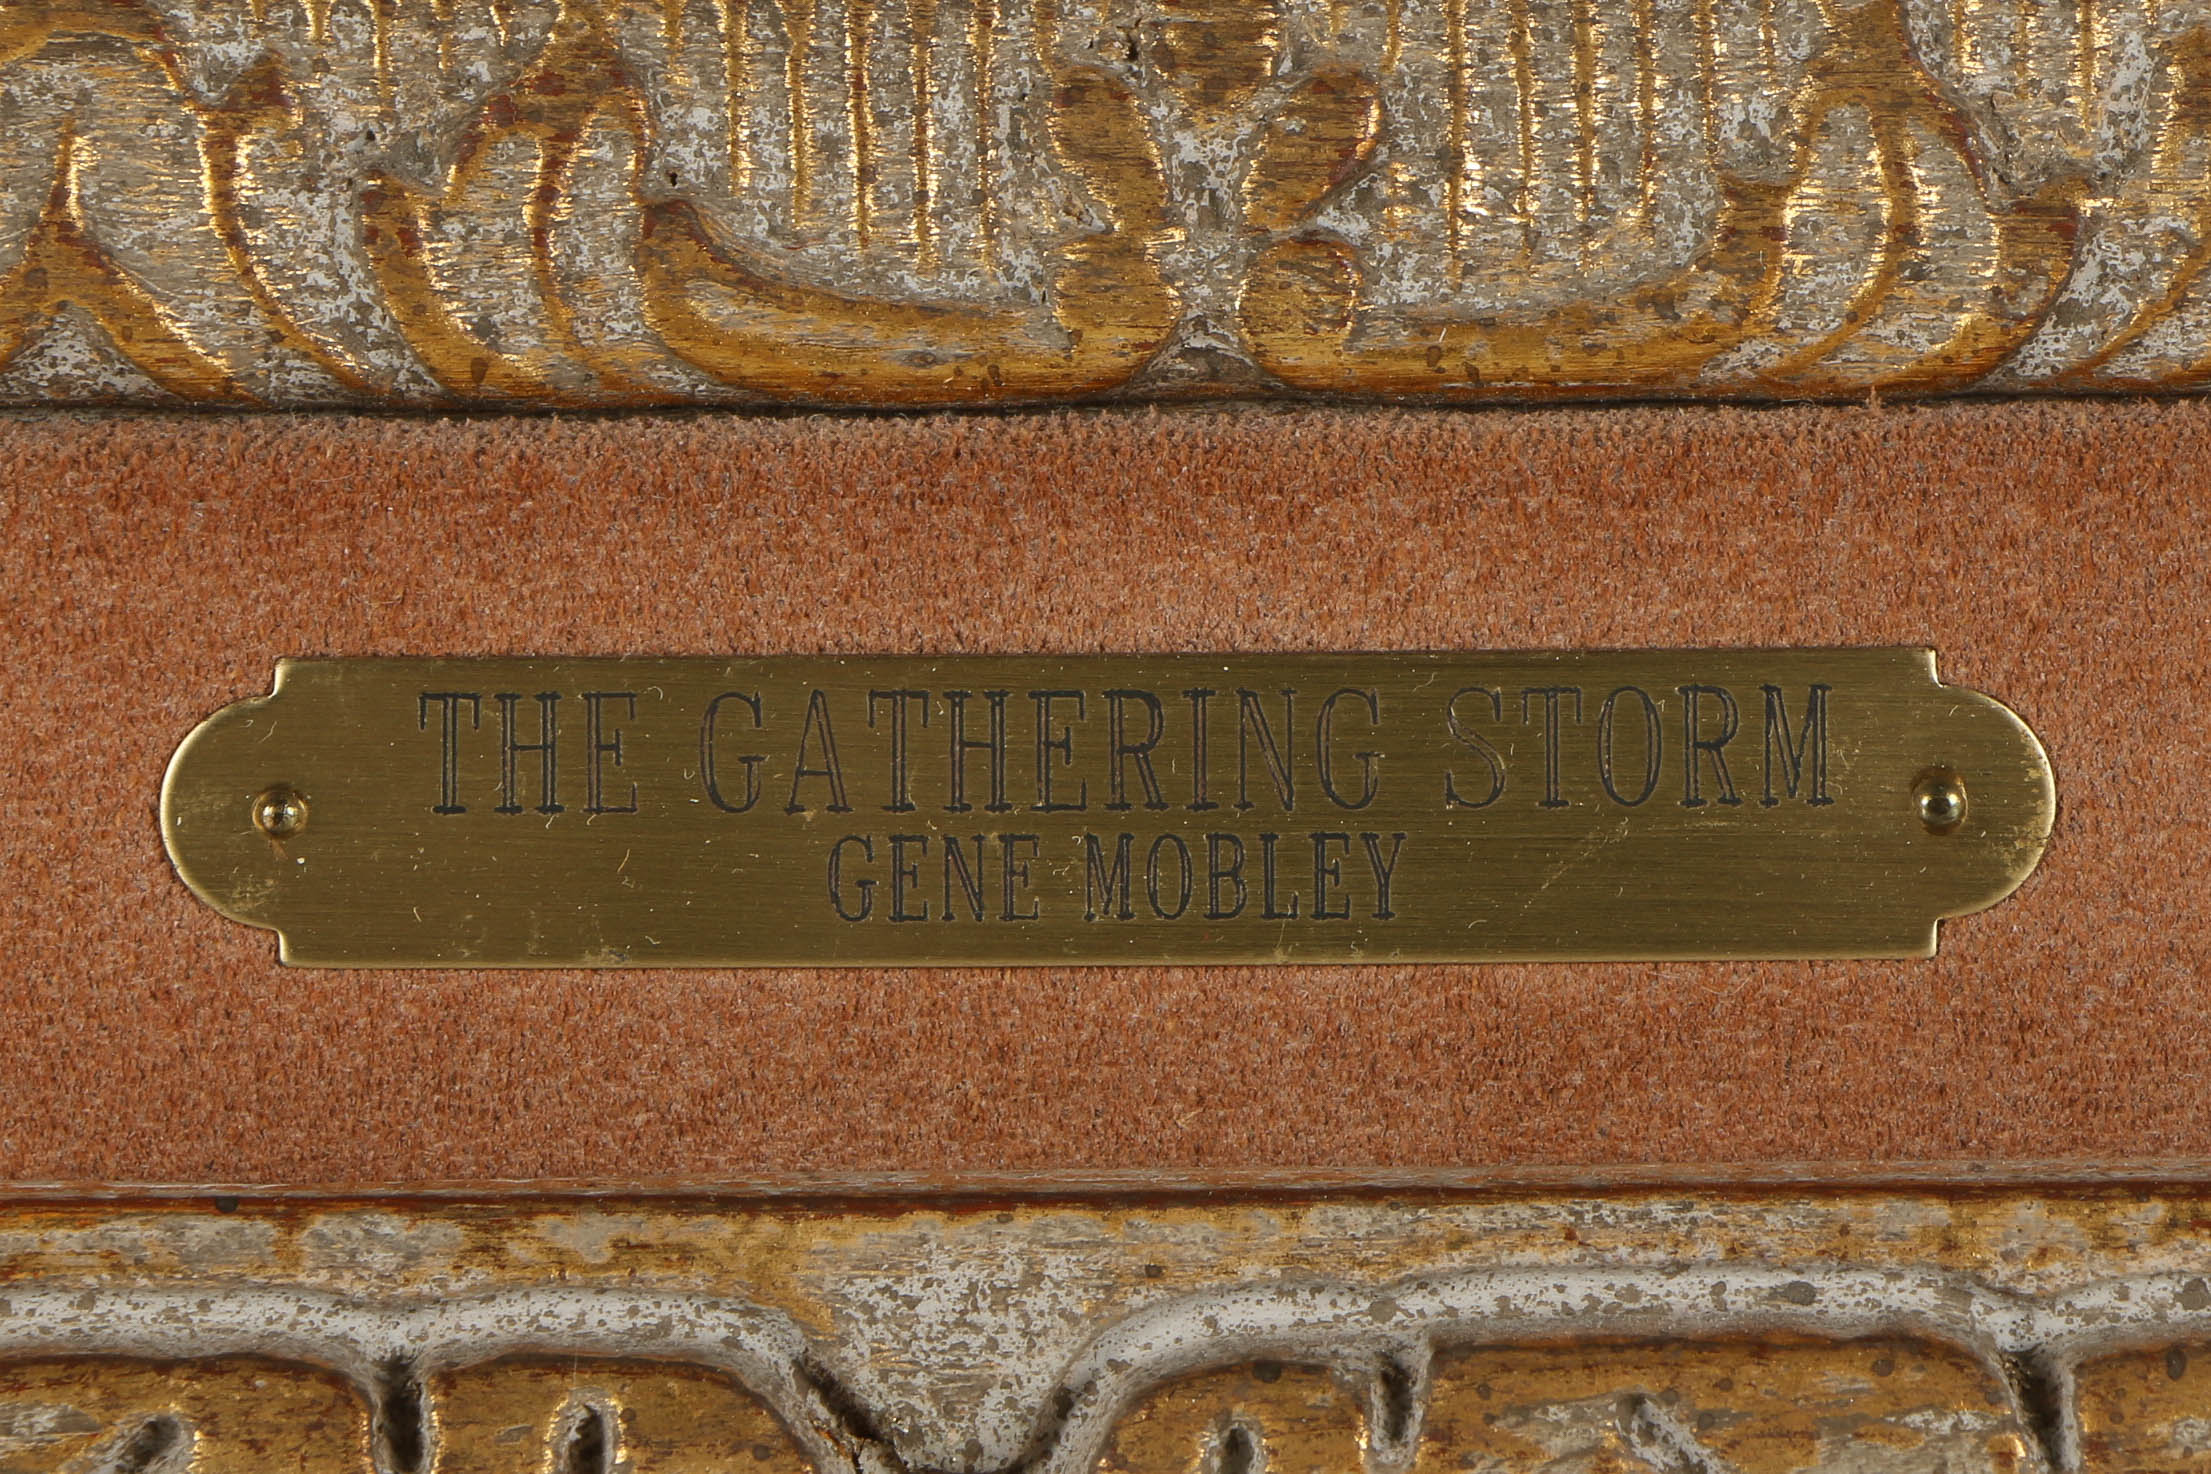 THE GATHERING STORM
GENE MOBLEY